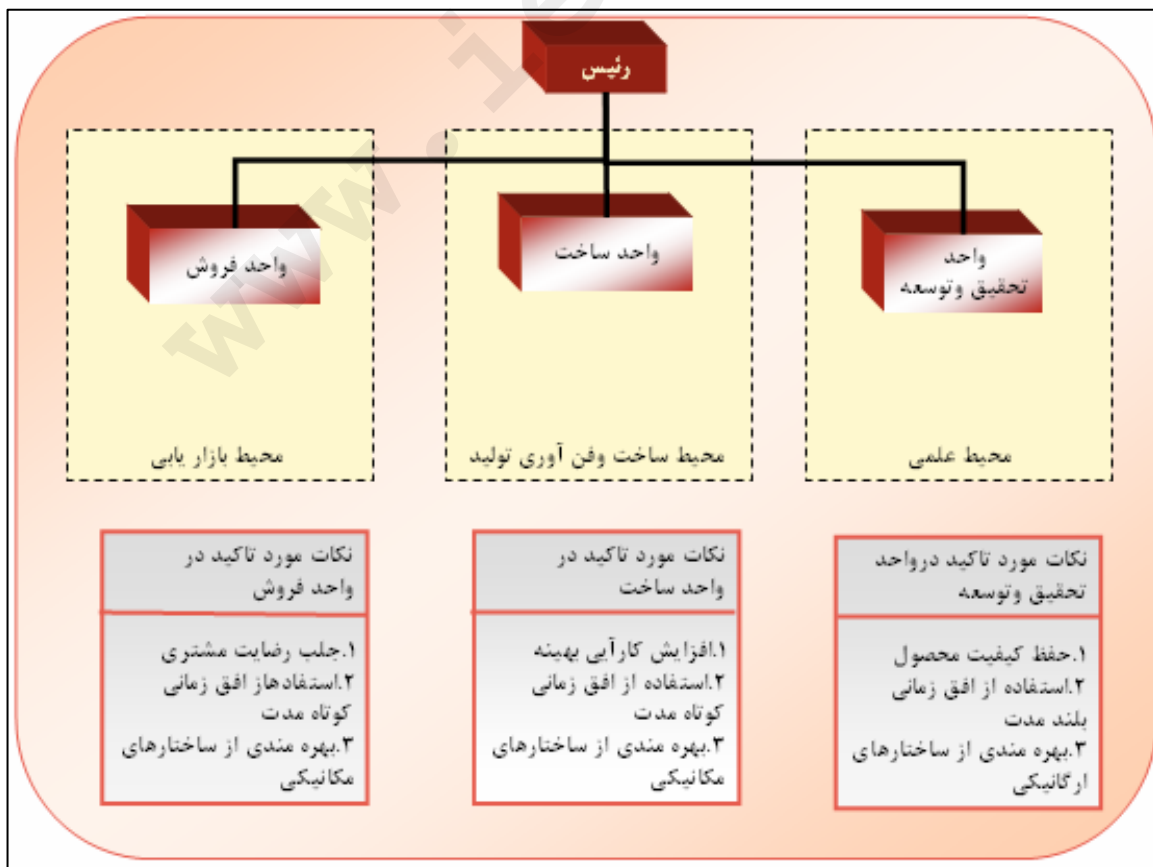 رئیس
واحد
تحقیق وتوسعه
واحد ساخت
واحد فروش
محیط علمی
محیط ساخت وفن آوری تولید
محیط بازار یابی
نکات مورد تاکید درواحد
تحقیق وتوسعه
۱.حفظ کیفیت محصول
۲.استفاده از افق زمانی
بلند مدت
۳.بهره مندی از ساختارهای
ارگانیکی
نکات مورد تاکید در
واحد ساخت
۱.افزایش کارآیی بهینه
۲.استفاده از افق زمانی
کوتاه مدت
۳.بهره مندی از ساختارهای
مکانیکی
نکات مورد تاکید در
واحد فروش
۱.جلب رضایت مشتری
۲.استفادهاز افق زمانی
کوتاه مدت
۳.بهره مندی از ساختارهای
مکانیکی